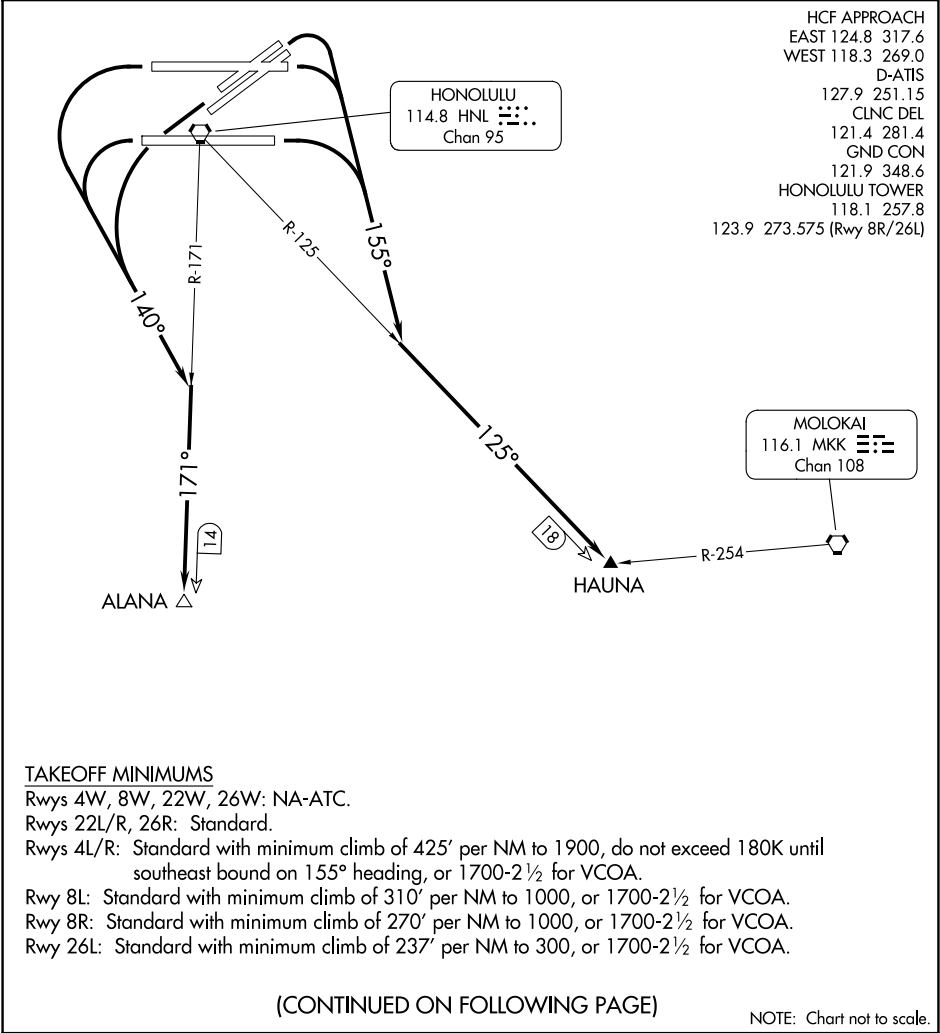 HCF APPROACH
EAST 124.8 317.6
WEST 118.3 269.0
D-ATIS
127.9 251.15
CLNC DEL
121.4 281.4
GND CON
121.9 348.6
HONOLULU TOWER
118.1 257.8
123.9 273.575 (Rwy 8R/26L)
HONOLULU
114.8 HNL
Chan 95
R-171
R-125
155°
140°
171°
125°
14
18
ALANA
HAUNA
MOLOKAI
116.1 MKK
Chan 108
R-254
TAKEOFF MINIMUMS
Rwys 4W, 8W, 22W, 26W: NA-ATC.
Rwys 22L/R, 26R: Standard.
Rwys 4L/R: Standard with minimum climb of 425' per NM to 1900, do not exceed 180K until
southeast bound on 155° heading, or 1700-2½ for VCOA.
Rwy 8L: Standard with minimum climb of 310' per NM to 1000, or 1700-2½ for VCOA.
Rwy 8R: Standard with minimum climb of 270' per NM to 1000, or 1700-2½ for VCOA.
Rwy 26L: Standard with minimum climb of 237' per NM to 300, or 1700-2½ for VCOA.
(CONTINUED ON FOLLOWING PAGE)
NOTE: Chart not to scale.